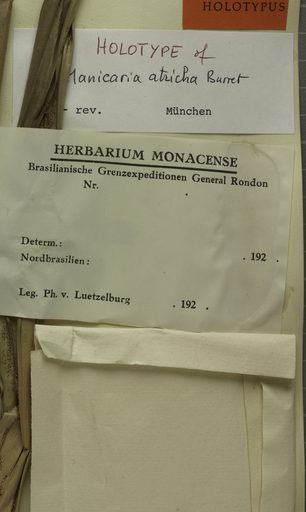 HOLOTYPUS
HOLOTYPE of
Manicaria atricha Burret
- rev. München
HERBARIUM MONACENSE
Brasilianische Grenzexpeditionen General Rondon
Nr. .
Determ.: . 192 .
Nordbrasilien:
Leg. Ph. v. Luetzelburg . 192 .